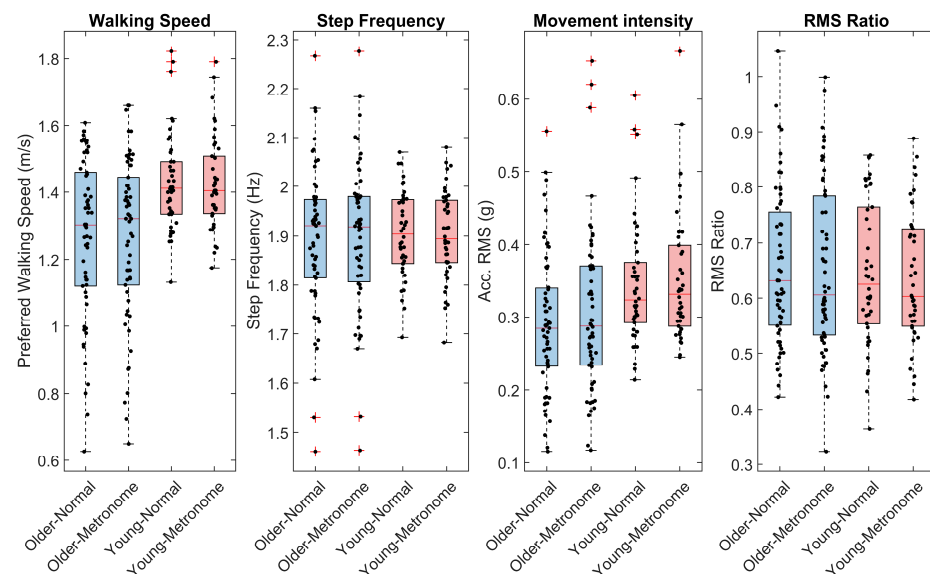 Walking Speed
Preferred Walking Speed (m/s)
1.8
1.6
1.4
1.2
1
0.8
0.6
Older-Normal
Older-Metronome
Young-Normal
Young-Metronome
Step Frequency
Step Frequency (Hz)
2.3
2.2
2.1
2
1.9
1.8
1.7
1.6
1.5
Older-Normal
Older-Metronome
Young-Normal
Young-Metronome
Movement intensity
Acc. RMS (g)
0.6
0.5
0.4
0.3
0.2
0.1
Older-Normal
Older-Metronome
Young-Normal
Young-Metronome
RMS Ratio
RMS Ratio
1
0.9
0.8
0.7
0.6
0.5
0.4
0.3
Older-Normal
Older-Metronome
Young-Normal
Young-Metronome